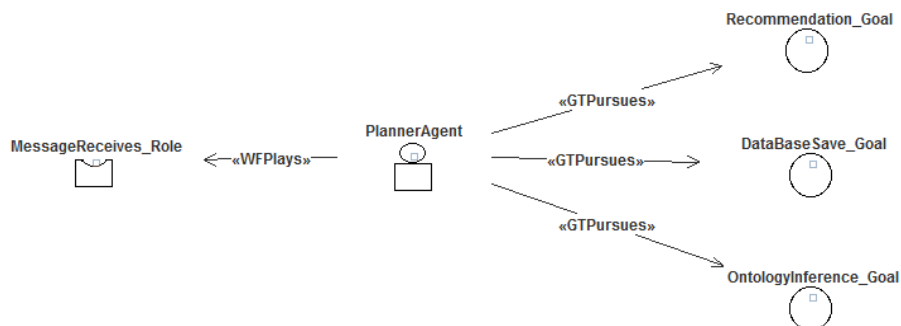 Recommendation_Goal
«GTPursues»
PlannerAgent
MessageReceives_Role
«WFPlays»
«GTPursues»
DataBaseSave_Goal
«GTPursues»
OntologyInference_Goal